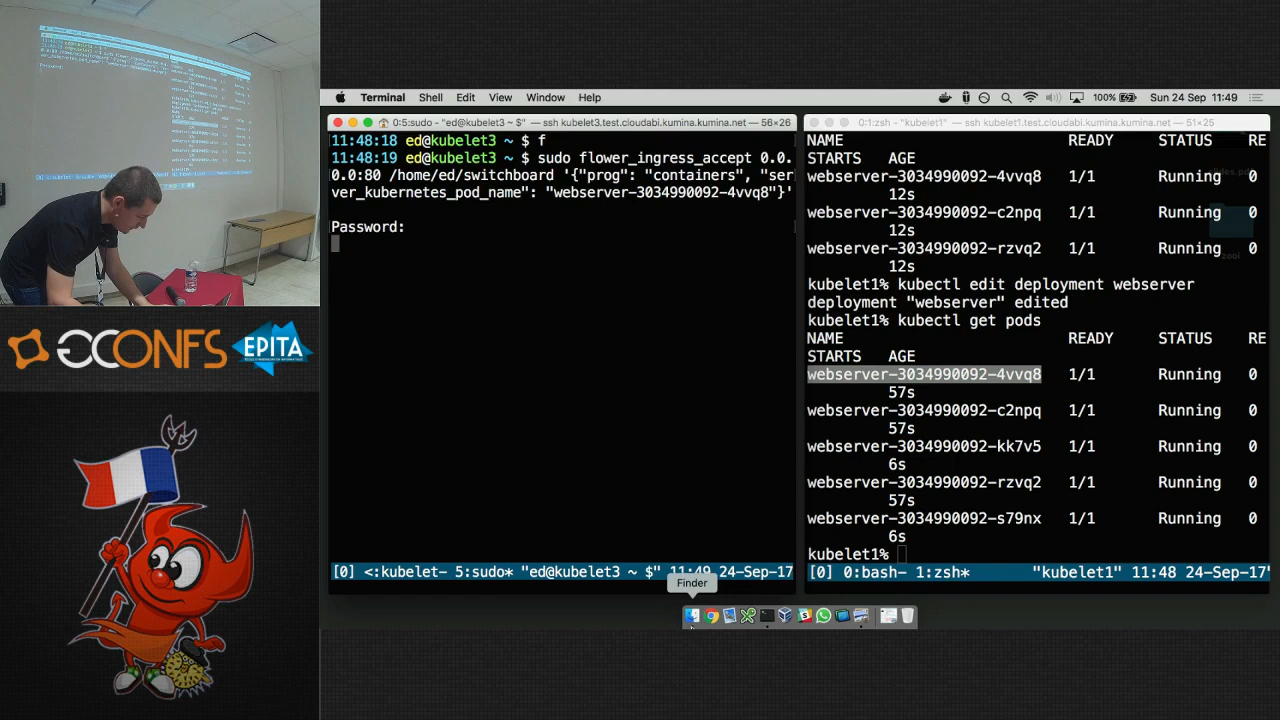 Terminal Shell Edit View Window Help 100% Sun 24 Sep 11:49
0:5:sudo - "ed@kubelet3 ~ $" — ssh kubelet3.test.cloudabi.kumina.kumina.net — 56×26
11:48:18 ed@kubelet3 ~ $ f
11:48:19 ed@kubelet3 ~ $ sudo flower_ingress_accept 0.0.
0.0:80 /home/ed/switchboard '{"prog": "containers", "ser
ver_kubernetes_pod_name": "webserver-3034990092-4vvq8"}'
Password:
[0] <:kubelet- 5:sudo* "ed@kubelet3 ~ $" 11:49 24-Sep-17
0:1:zsh - "kubelet1" — ssh kubelet1.test.cloudabi.kumina.kumina.net — 51×25
NAME READY STATUS RE
STARTS AGE
webserver-3034990092-4vvq8 1/1 Running 0
12s
webserver-3034990092-c2npq 1/1 Running 0
12s
webserver-3034990092-rzvq2 1/1 Running 0
12s
kubelet1% kubectl edit deployment webserver
deployment "webserver" edited
kubelet1% kubectl get pods
NAME READY STATUS RE
STARTS AGE
webserver-3034990092-4vvq8 1/1 Running 0
57s
webserver-3034990092-c2npq 1/1 Running 0
57s
webserver-3034990092-kk7v5 1/1 Running 0
6s
webserver-3034990092-rzvq2 1/1 Running 0
57s
webserver-3034990092-s79nx 1/1 Running 0
6s
kubelet1%
[0] 0:bash- 1:zsh* "kubelet1" 11:48 24-Sep-17
Finder
GCONFS
EPITA